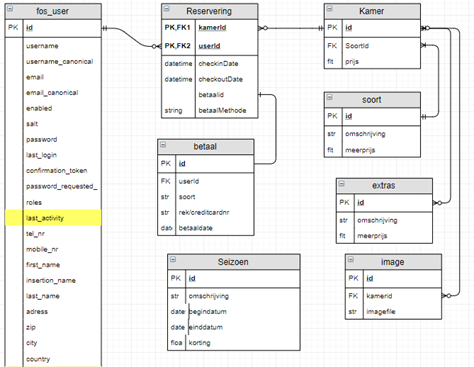 fos_user
PK id
username
username_canonical
email
email_canonical
enabled
salt
password
last_login
confirmation_token
password_requested_
roles
last_activity
tel_nr
mobile_nr
first_name
insertion_name
last_name
adress
zip
city
country
Reservering
PK,FK1 kamerId
PK,FK2 userId
datetime checkinDate
datetime checkoutDate
betaalid
string betaalMethode
betaal
PK id
FK userId
str soort
str rek/creditcardnr
date betaaldate
Seizoen
PK id
str omschrijving
date begindatum
date einddatum
floa korting
Kamer
PK id
FK SoortId
flt prijs
soort
PK id
str omschrijving
flt meerprijs
extras
PK id
str omschrijving
flt meerprijs
image
PK id
FK kamerid
str imagefile